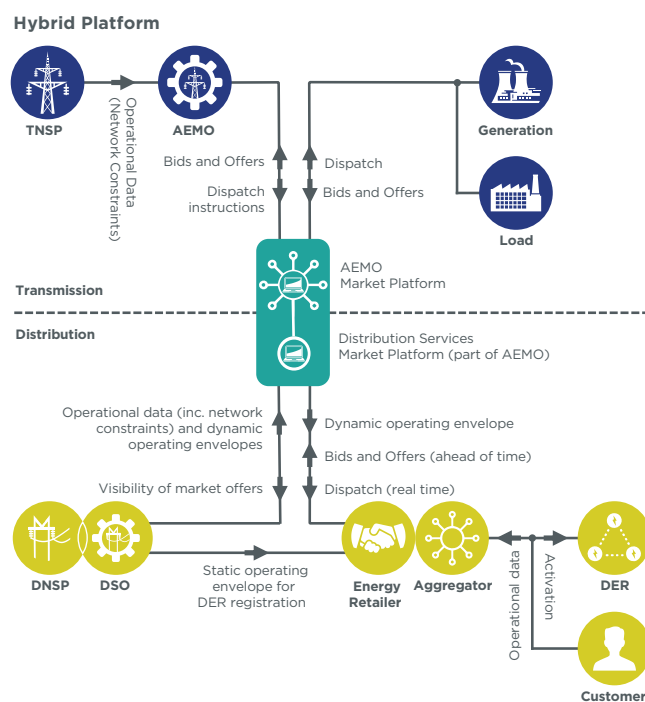 Hybrid Platform
TNSP
Operational Data
(Network Constraints)
AEMO
Bids and Offers
Dispatch
instructions
Dispatch
Bids and Offers
Generation
Load
AEMO
Market Platform
Transmission
Distribution
Distribution Services
Market Platform (part of AEMO)
Operational data (inc. network
constraints) and dynamic
operating envelopes
Visibility of market offers
Dynamic operating envelope
Bids and Offers (ahead of time)
Dispatch (real time)
DNSP
DSO
Static operating
envelope for
DER registration
Energy
Retailer
Aggregator
Operational data
Activation
DER
Customer